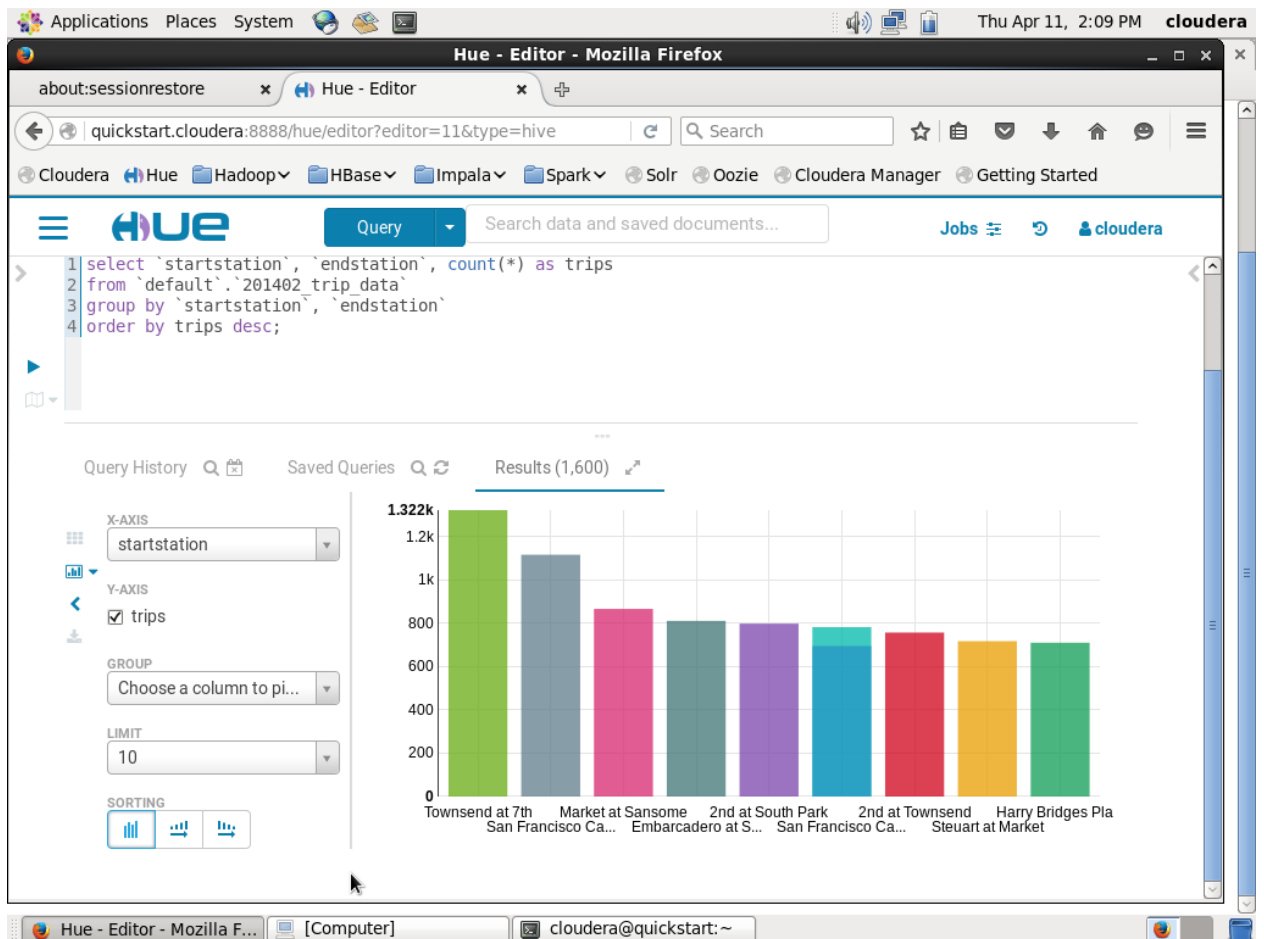 Applications Places System Thu Apr 11, 2:09 PM cloudera
Hue - Editor - Mozilla Firefox
about:sessionrestore Hue - Editor
quickstart.cloudera:8888/hue/editor?editor=11&type=hive Search
Cloudera Hue Hadoop HBase Impala Spark Solr Oozie Cloudera Manager Getting Started
HUE Query Search data and saved documents... Jobs cloudera
1 select `startstation`, `endstation`, count(*) as trips
2 from `default`.`201402_trip_data`
3 group by `startstation`, `endstation`
4 order by trips desc;
Query History Saved Queries Results (1,600)
X-AXIS
startstation
Y-AXIS
trips
GROUP
Choose a column to pi...
LIMIT
10
SORTING
1.322k
1.2k
1k
800
600
400
200
0
Townsend at 7th Market at Sansome 2nd at South Park 2nd at Townsend Harry Bridges Pla
San Francisco Ca... Embarcadero at S... San Francisco Ca... Steuart at Market
Hue - Editor - Mozilla F... [Computer] cloudera@quickstart:~